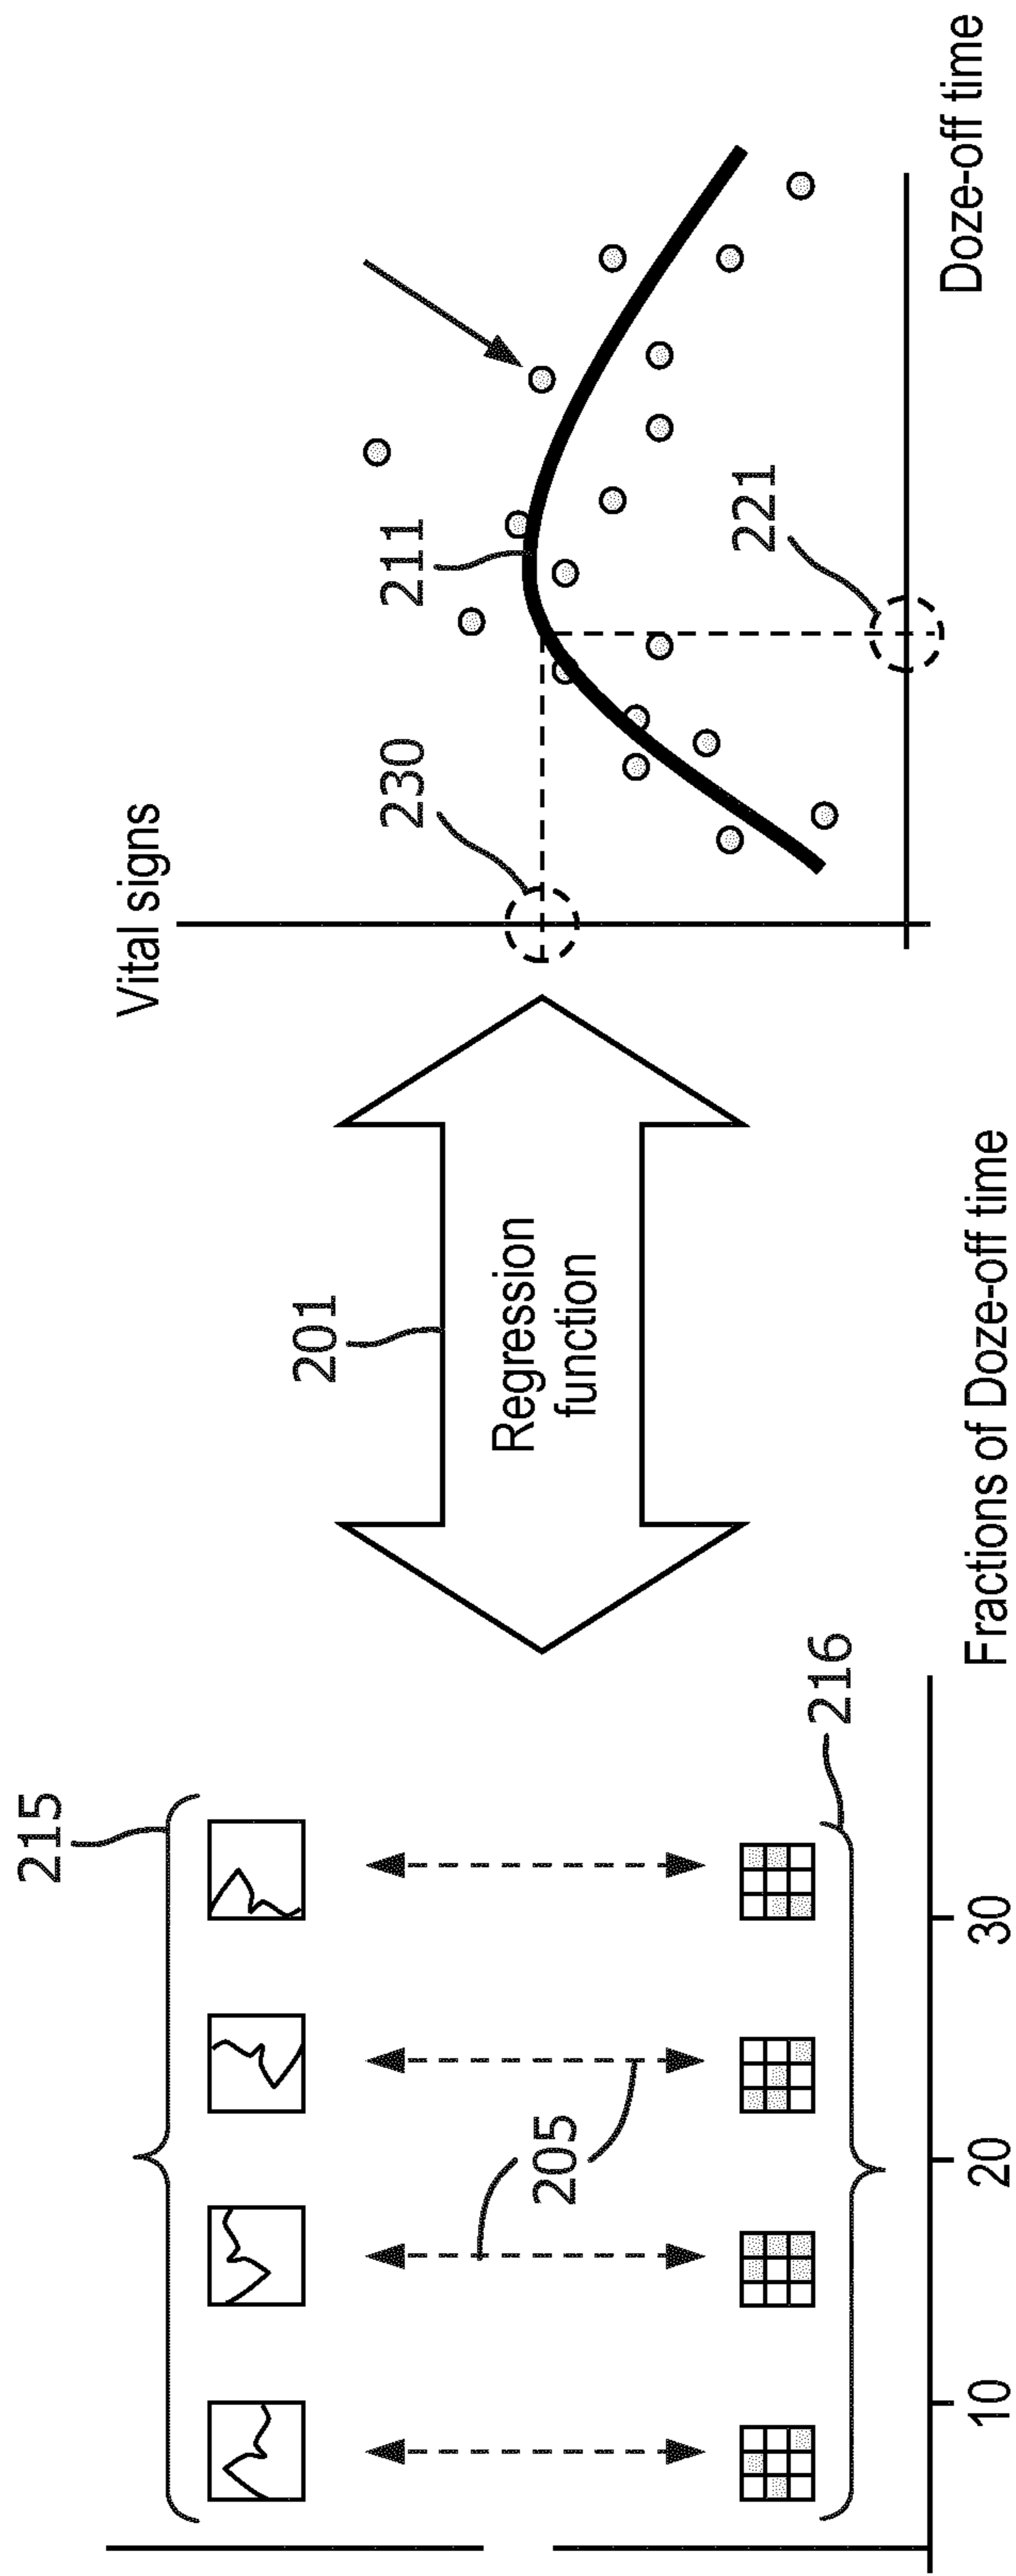 215
205
216
10
20
30
Fractions of Doze-off time
201
Regression
function
Vital signs
230
211
221
Doze-off time